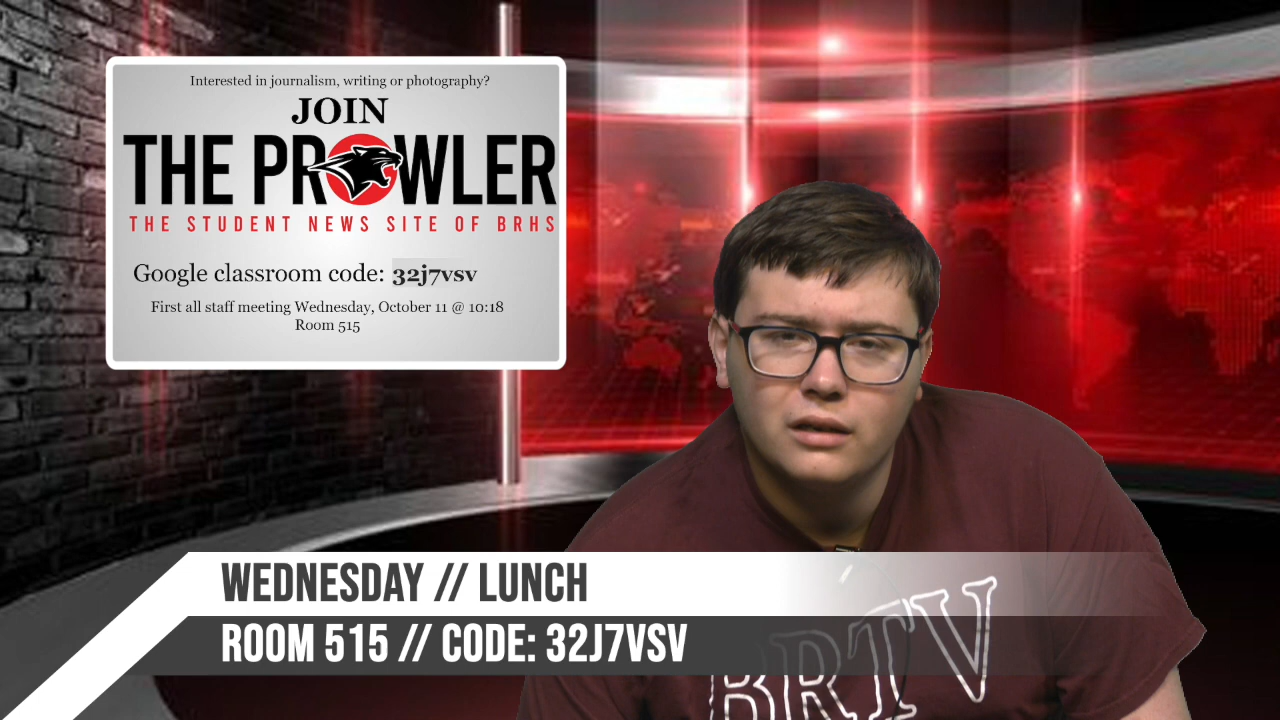 Interested in journalism, writing or photography?
JOIN
THE PROWLER
THE STUDENT NEWS SITE OF BRHS
Google classroom code: 32j7vsv
First all staff meeting Wednesday, October 11 @ 10:18
Room 515
WEDNESDAY // LUNCH
ROOM 515 // CODE: 32J7VSV
BRTV